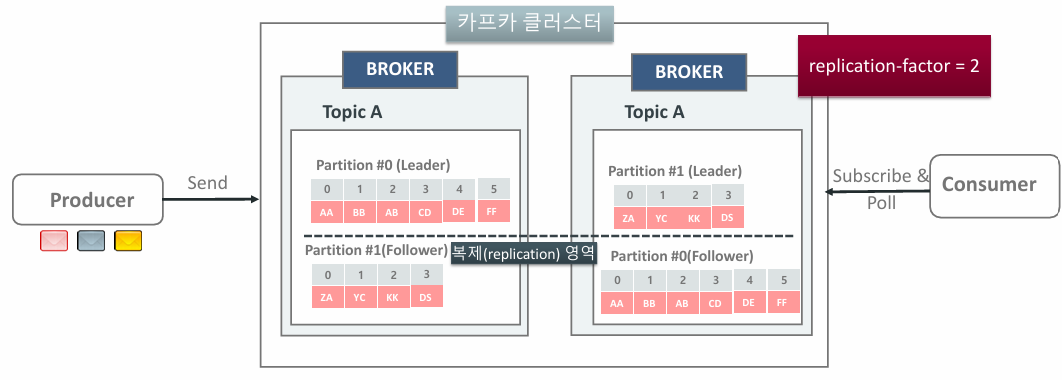 카프카 클러스터
replication-factor = 2
BROKER
BROKER
Topic A
Topic A
Partition #0 (Leader)
0 1 2 3 4 5
AA BB AB CD DE FF
Partition #1 (Leader)
0 1 2 3
ZA YC KK DS
Producer
Send
Subscribe &
Poll
Consumer
복제(replication) 영역
Partition #1(Follower)
0 1 2 3
ZA YC KK DS
Partition #0(Follower)
0 1 2 3 4 5
AA BB AB CD DE FF